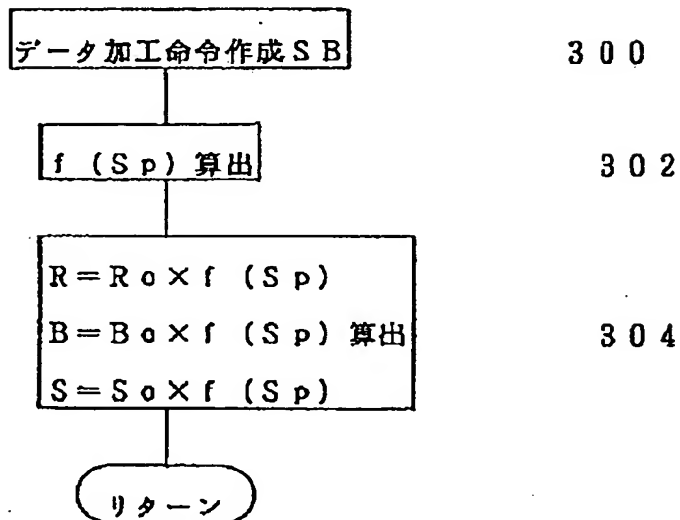 データ加工命令作成SB 300
f (Sp) 算出 302
R=Ro×f (Sp)
B=Bo×f (Sp) 算出 304
S=So×f (Sp)
リターン